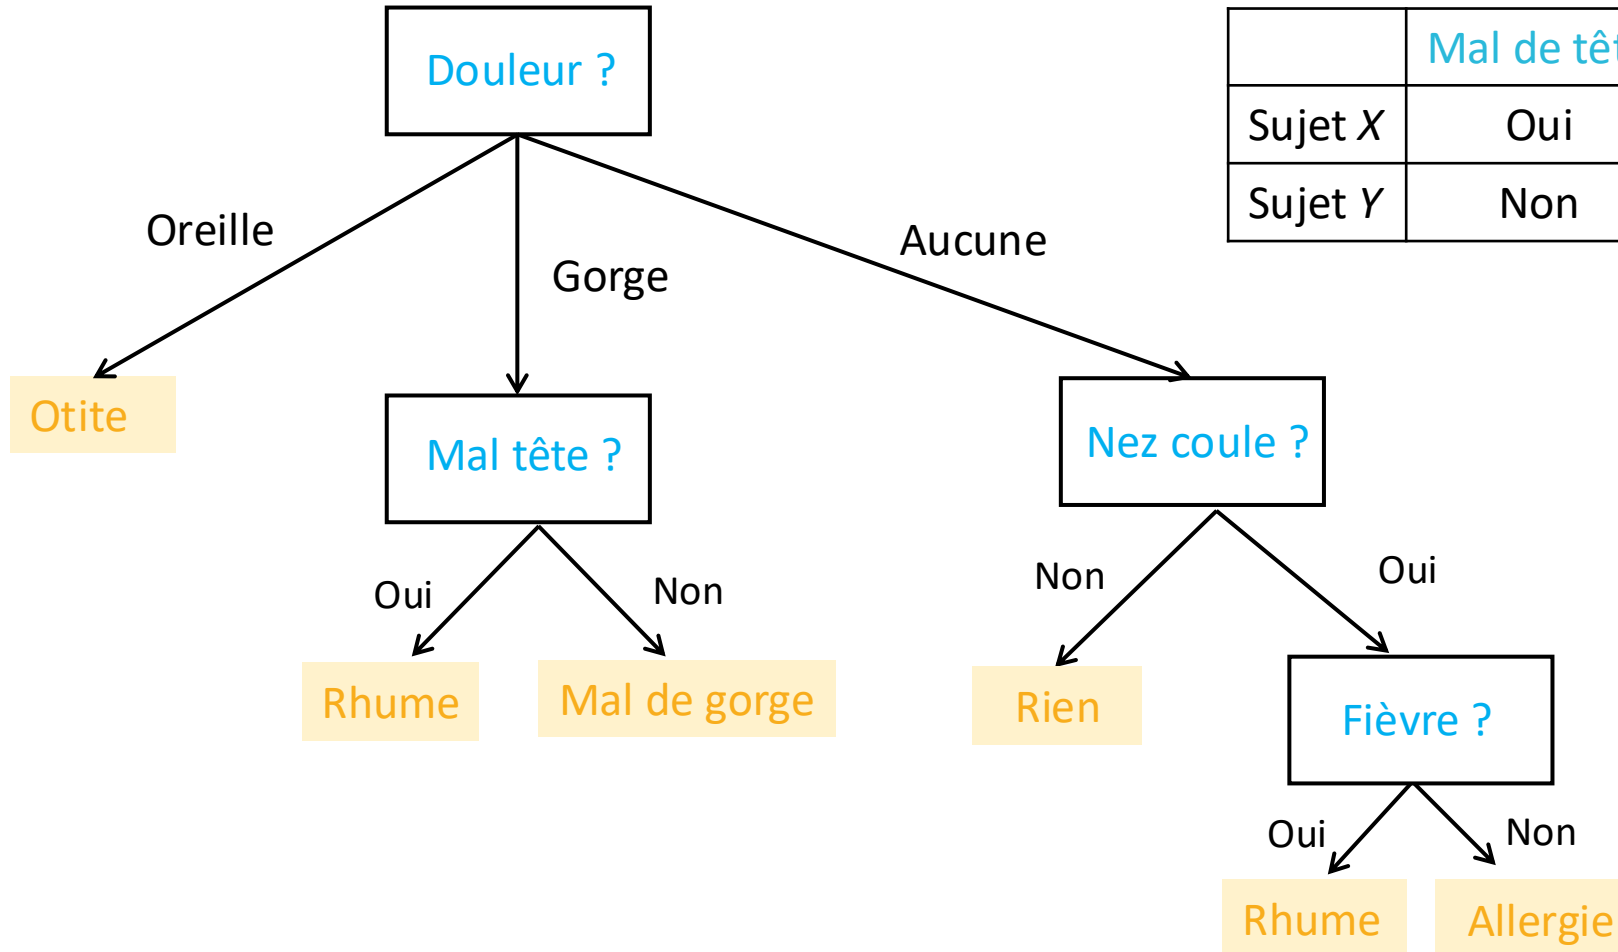 Douleur ?
Mal de
Sujet X Oui
Sujet Y Non
Oreille
Gorge
Aucune
Otite
Mal tête ?
Nez coule ?
Oui
Non
Non
Oui
Rhume
Mal de gorge
Rien
Fièvre ?
Oui
Non
Rhume
Allergie